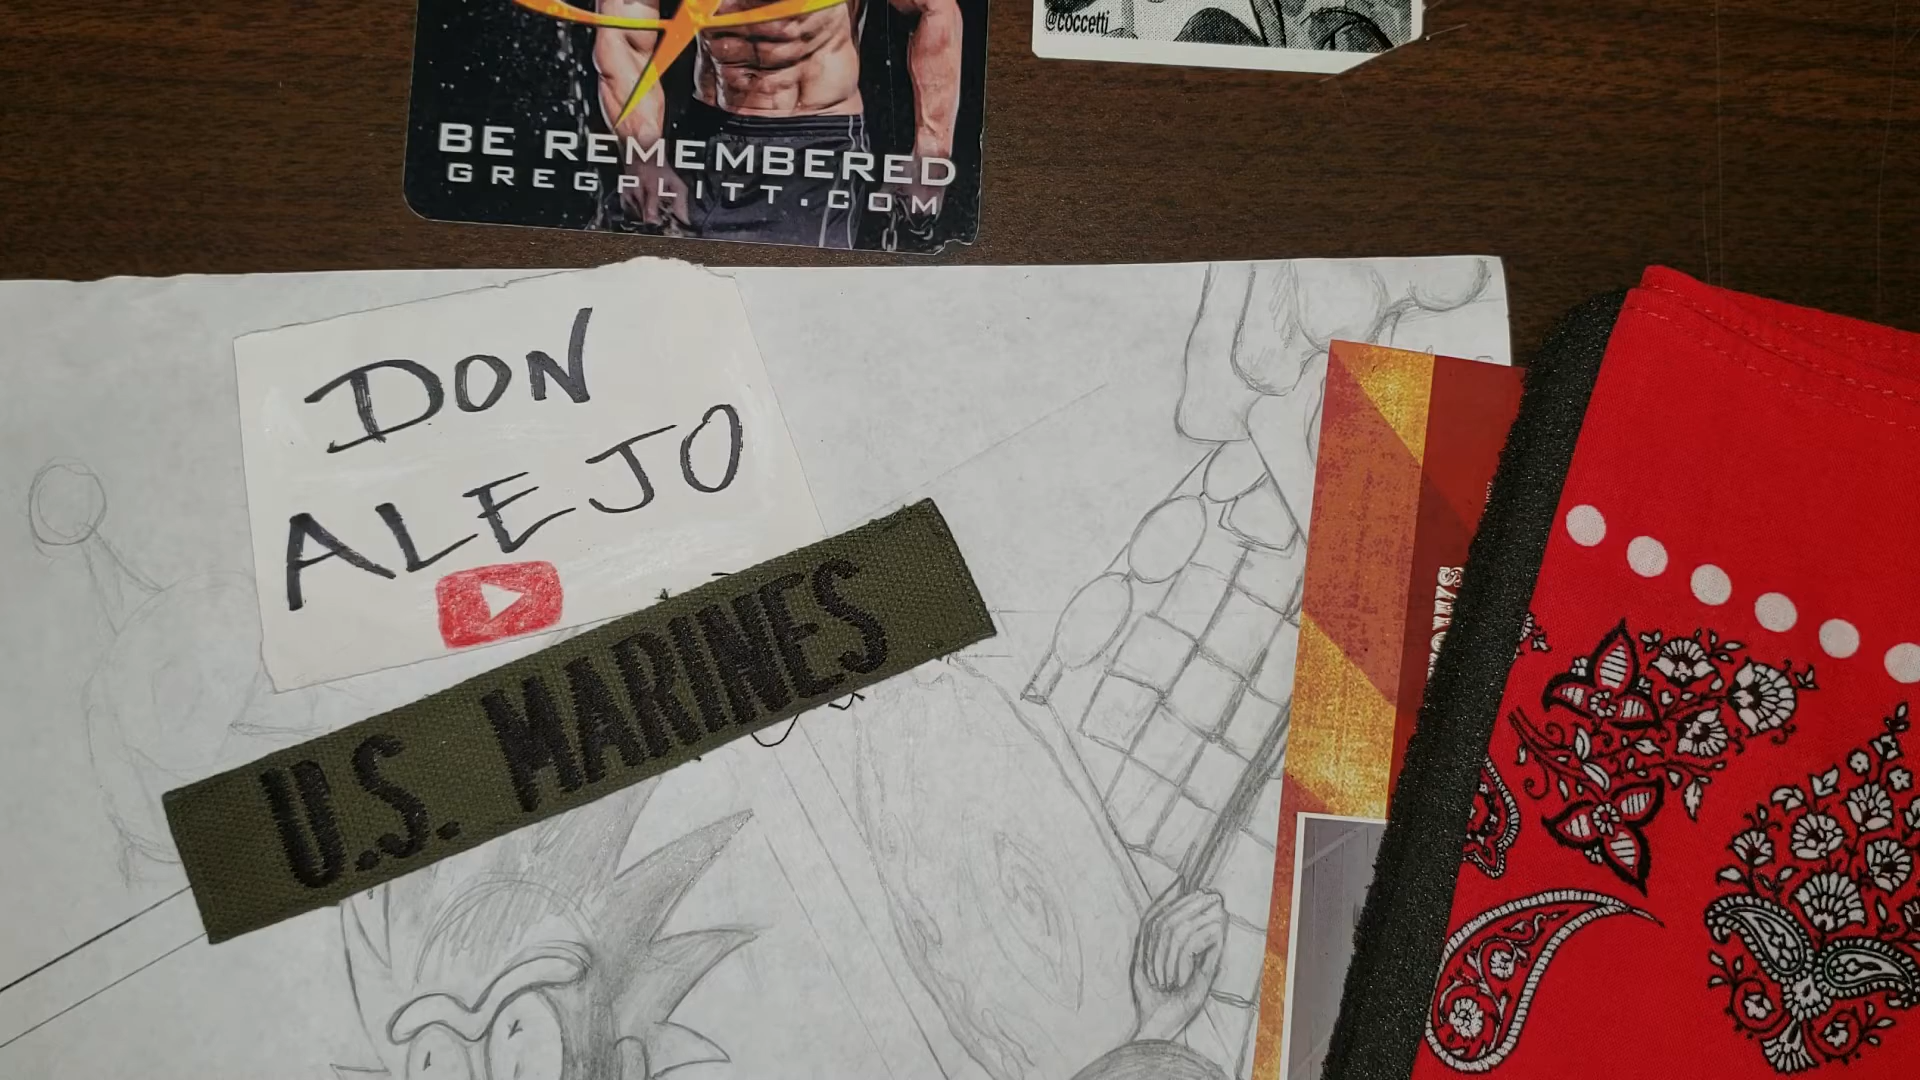 @coccetti
BE REMEMBERED
GREGPLITT.COM
DON
ALEJO
U.S. MARINES